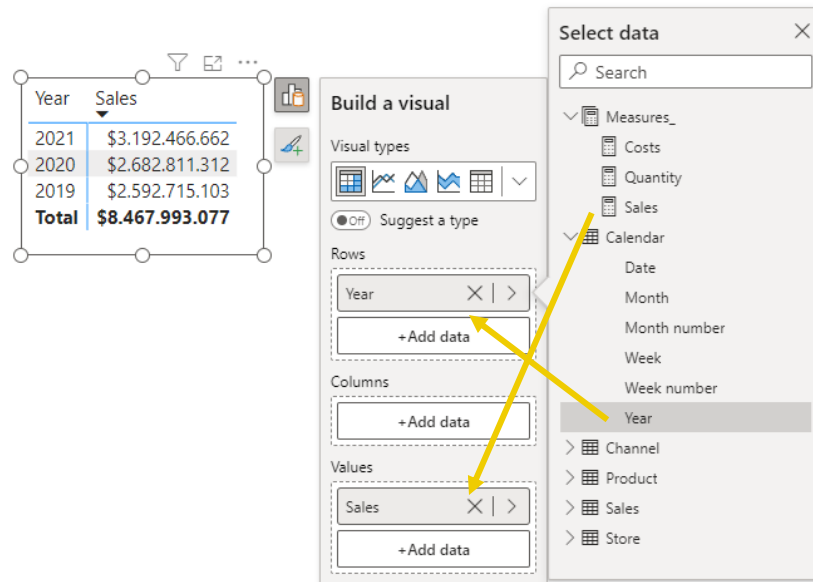 Year Sales
2021 $3.192.466.662
2020 $2.682.811.312
2019 $2.592.715.103
Total $8.467.993.077
Build a visual
Visual types
Off Suggest a type
Rows
Year
+Add data
Columns
+Add data
Values
Sales
+Add data
Select data
Search
Measures_
Costs
Quantity
Sales
Calendar
Date
Month
Month number
Week
Week number
Year
Channel
Product
Sales
Store